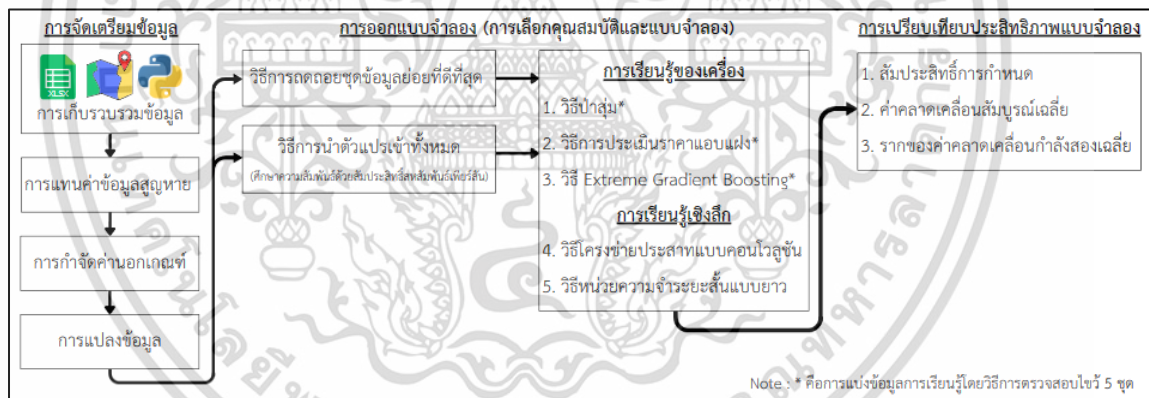 การจัดเตรียมข้อมูล
XLSX
การเก็บรวบรวมข้อมูล
การแทนค่าข้อมูลสูญหาย
การกำจัดค่านอกเกณฑ์
การแปลงข้อมูล
การออกแบบจำลอง (การเลือกคุณสมบัติและแบบจำลอง)
วิธีการถดถอยชุดข้อมูลย่อยที่ดีที่สุด
วิธีการนำตัวแปรเข้าทั้งหมด
(ศึกษาความสัมพันธ์ด้วยสัมประสิทธิ์สหสัมพันธ์เพียร์สัน)
การเรียนรู้ของเครื่อง
1. วิธีป่าสุ่ม*
2. วิธีการประเมินราคาแอบแฝง*
3. วิธี Extreme Gradient Boosting*
การเรียนรู้เชิงลึก
4. วิธีโครงข่ายประสาทแบบคอนโวลูชัน
5. วิธีหน่วยความจำระยะสั้นแบบยาว
การเปรียบเทียบประสิทธิภาพแบบจำลอง
1. สัมประสิทธิ์การกำหนด
2. ค่าคลาดเคลื่อนสัมบูรณ์เฉลี่ย
3. รากของค่าคลาดเคลื่อนกำลังสองเฉลี่ย
Note : * คือการแบ่งข้อมูลการเรียนรู้โดยวิธีการตรวจสอบไขว้ 5 ชุด